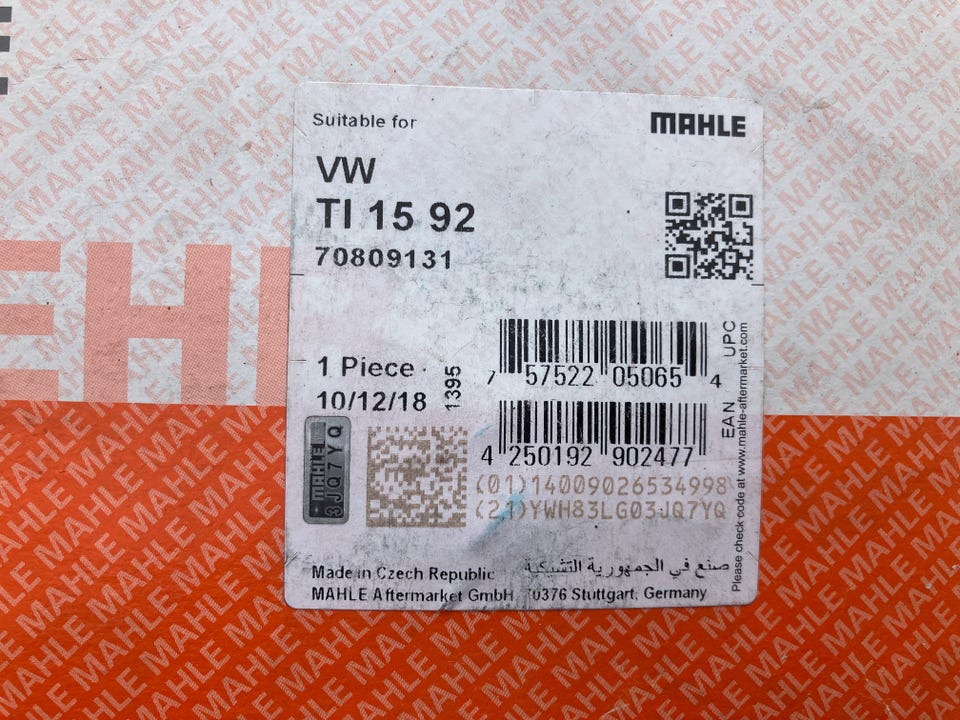 Suitable for
MAHLE
VW
TI 15 92
70809131
1 Piece
10/12/18
1395
7 57522 05065 4
UPC
4 250192 902477
EAN
MAHLE
3JQ7YQ
(01)14009026534998
(21)YWH83LG03JQ7YQ
Please check code at www.mahle-aftermarket.com
Made in Czech Republic
صنع في الجمهورية التشيكية
MAHLE Aftermarket GmbH 70376 Stuttgart, Germany